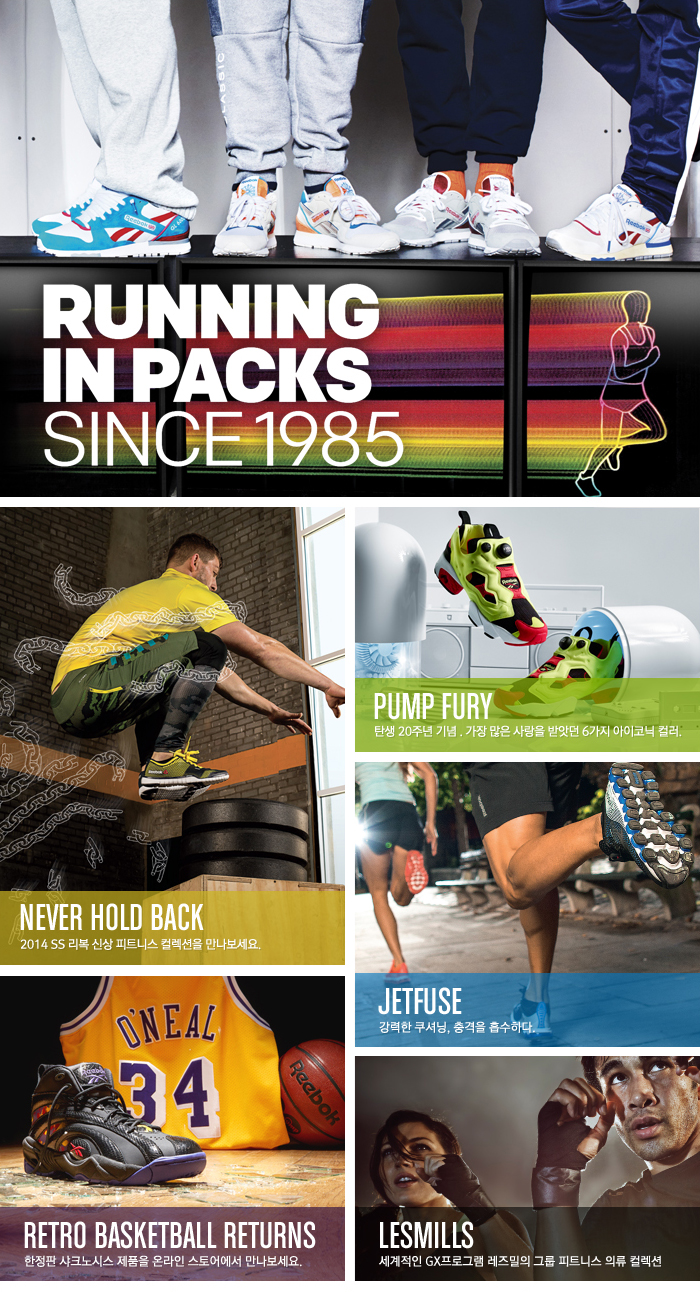 CLASSIC
Reebok
RUNNING
IN PACKS
SINCE 1985
NEVER HOLD BACK
2014 SS 리복 신상 피트니스 컬렉션을 만나보세요.
PUMP FURY
탄생 20주년 기념 . 가장 많은 사랑을 받앗던 6가지 아이코닉 컬러.
JETFUSE
강력한 쿠셔닝, 충격을 흡수하다.
O'NEAL
34
Reebok
RETRO BASKETBALL RETURNS
한정판 샤크노시스 제품을 온라인 스토어에서 만나보세요.
LESMILLS
세계적인 GX프로그램 레즈밀의 그룹 피트니스 의류 컬렉션